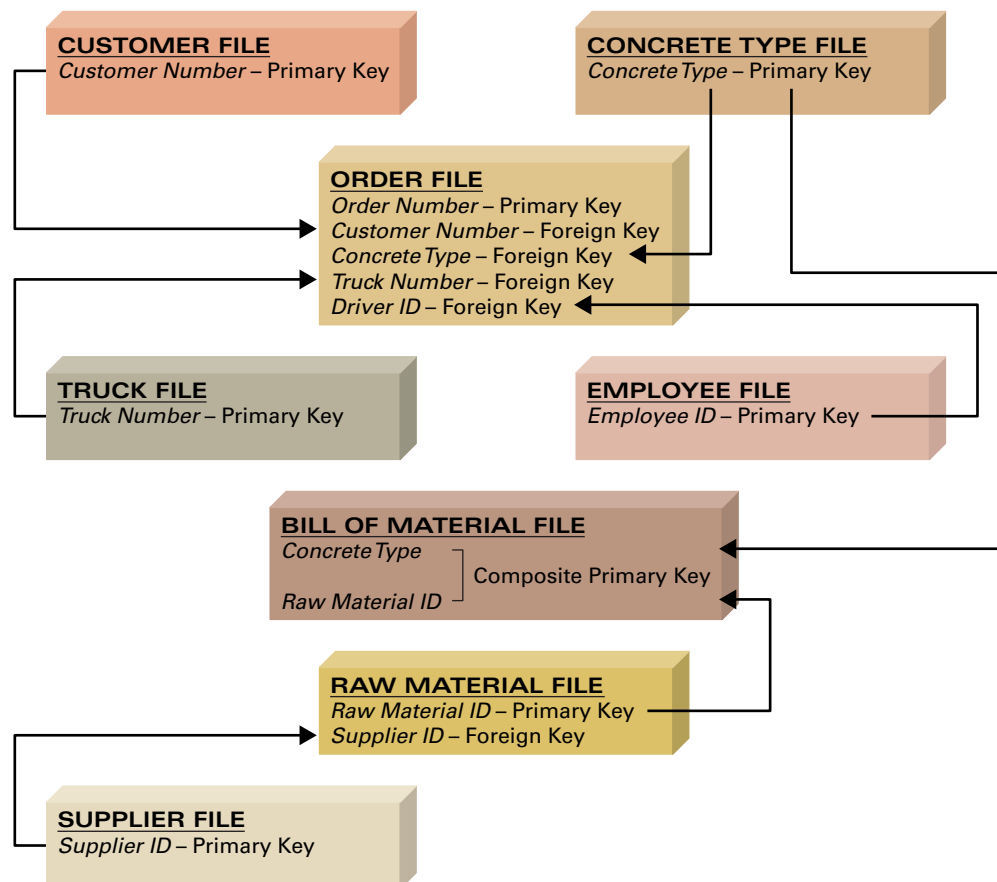 CUSTOMER FILE
Customer Number – Primary Key
CONCRETE TYPE FILE
Concrete Type – Primary Key
ORDER FILE
Order Number – Primary Key
Customer Number – Foreign Key
Concrete Type – Foreign Key
Truck Number – Foreign Key
Driver ID – Foreign Key
TRUCK FILE
Truck Number – Primary Key
EMPLOYEE FILE
Employee ID – Primary Key
BILL OF MATERIAL FILE
Concrete Type
Composite Primary Key
Raw Material ID
RAW MATERIAL FILE
Raw Material ID – Primary Key
Supplier ID – Foreign Key
SUPPLIER FILE
Supplier ID – Primary Key